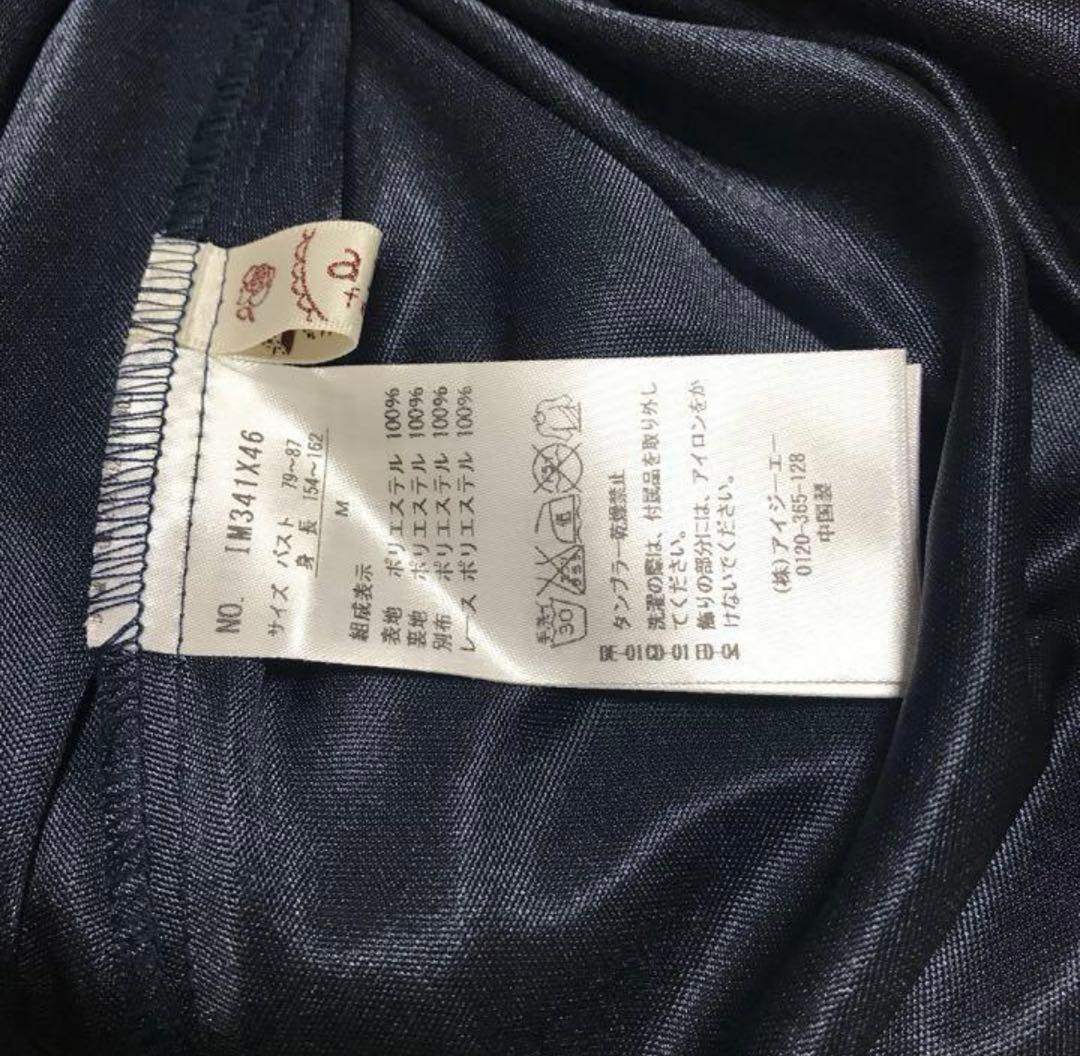 NO. IM341X46
サイズ バスト 79〜87
身 長 154〜162
M
組成表示
表地 ポリエステル 100%
裏地 ポリエステル 100%
別布 ポリエステル 100%
レース ポリエステル 100%
手洗イ
30
タンブラー乾燥禁止
洗濯の際は、付属品を取り外し
てください。
飾りの部分には、アイロンをか
けないでください。
(株)アイジーエー
0120-365-128
中国製